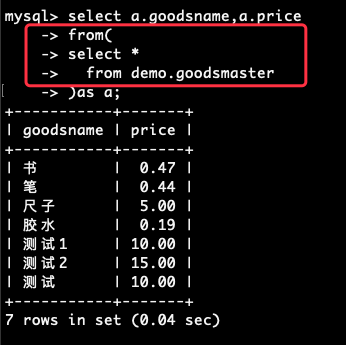 mysql> select a.goodsname,a.price
-> from(
-> select *
-> from demo.goodsmaster
-> )as a;
+-----------+-------+
| goodsname | price |
+-----------+-------+
| 书 | 0.47 |
| 笔 | 0.44 |
| 尺子 | 5.00 |
| 胶水 | 0.19 |
| 测试1 | 10.00 |
| 测试2 | 15.00 |
| 测试 | 10.00 |
+-----------+-------+
7 rows in set (0.04 sec)